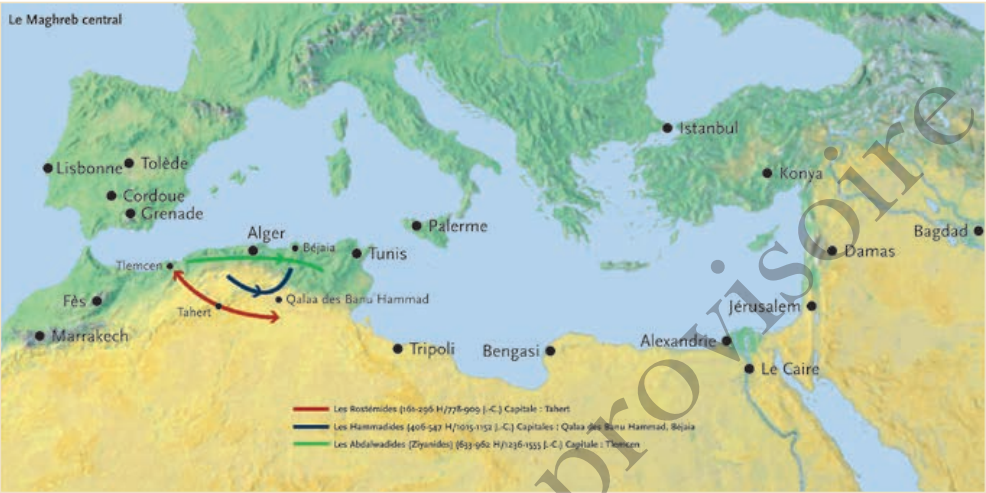 Le Maghreb central
Istanbul
Lisbonne
Tolède
Konya
Cordoue
Grenade
Palerme
Bagdad
Alger
Béjaia
Tunis
Damas
Tlemcen
Fès
Qalaa des Banu Hammad
Tahert
Jérusalem
Marrakech
Tripoli
Bengasi
Alexandrie
Le Caire
Les Rostémides (161-296 H/778-909 J.-C.) Capitale : Tahert
Les Hammadides (406-547 H/1015-1152 J.-C.) Capitales : Qalaa des Banu Hammad, Béjaia
Les Abdalwadides (Ziyanides) (633-962 H/1236-1555 J.-C.) Capitale : Tlemcen
provisoire